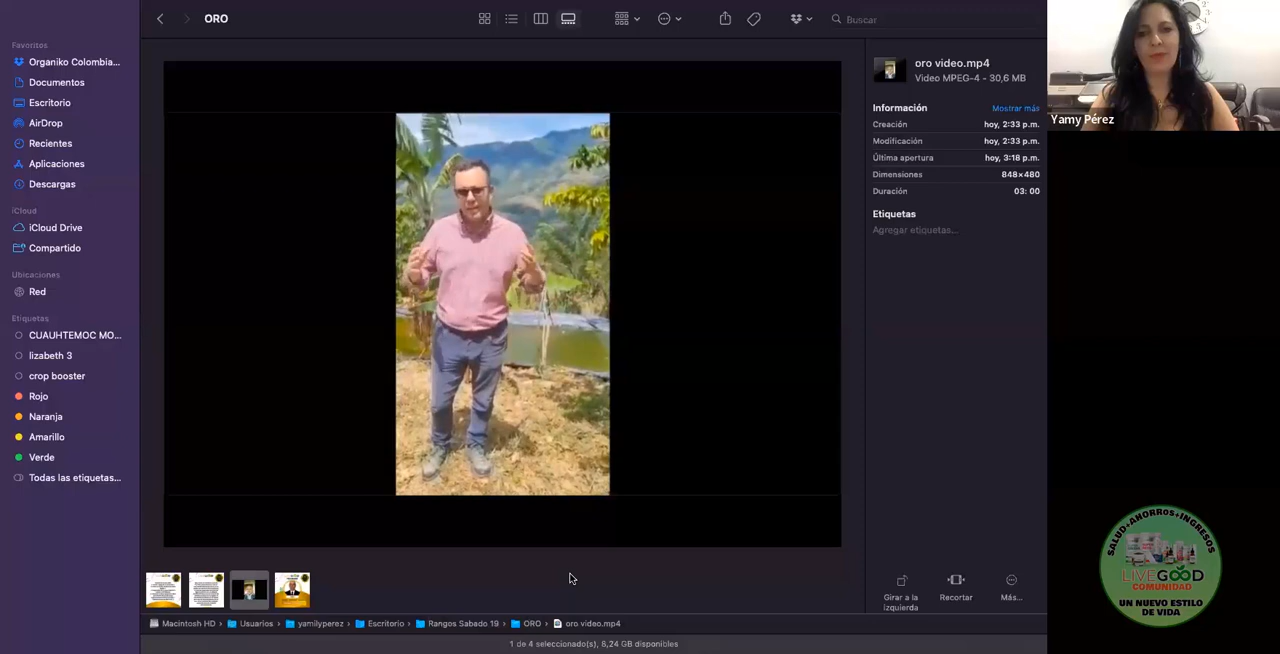 ORO
Buscar
Favoritos
Organiko Colombia...
Documentos
Escritorio
AirDrop
Recientes
Aplicaciones
Descargas
iCloud
iCloud Drive
Compartido
Ubicaciones
Red
Etiquetas
CUAUHTEMOC MO...
lizabeth 3
crop booster
Rojo
Naranja
Amarillo
Verde
Todas las etiquetas...
oro video.mp4
Video MPEG-4 - 30,6 MB
Información Mostrar más
Creación hoy, 2:33 p.m.
Modificación hoy, 2:33 p.m.
Última apertura hoy, 3:18 p.m.
Dimensiones 848×480
Duración 03: 00
Etiquetas
Agregar etiquetas...
Girar a la izquierda
Recortar
Más...
Macintosh HD › Usuarios › yamilyperez › Escritorio › Rangos Sabado 19 › ORO › oro video.mp4
1 de 4 seleccionado(s), 8,24 GB disponibles
Yamy Pérez
SALUD+AHORROS+INGRESOS
LIVEGOOD
COMUNIDAD
UN NUEVO ESTILO
DE VIDA